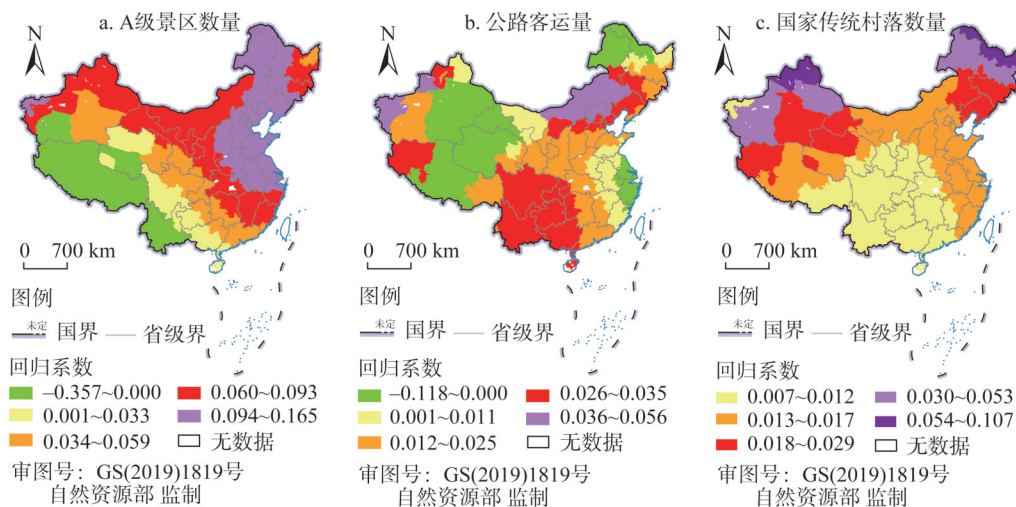 a. A级景区数量
N
0 700 km
图例
未定 国界 省级界
回归系数
–0.357~0.000 0.060~0.093
0.001~0.033 0.094~0.165
0.034~0.059 无数据
审图号：GS(2019)1819号
自然资源部 监制
b. 公路客运量
N
0 700 km
图例
未定 国界 省级界
回归系数
–0.118~0.000 0.026~0.035
0.001~0.011 0.036~0.056
0.012~0.025 无数据
审图号：GS(2019)1819号
自然资源部 监制
c. 国家传统村落数量
N
0 700 km
图例
未定 国界 省级界
回归系数
0.007~0.012 0.030~0.053
0.013~0.017 0.054~0.107
0.018~0.029 无数据
审图号：GS(2019)1819号
自然资源部 监制